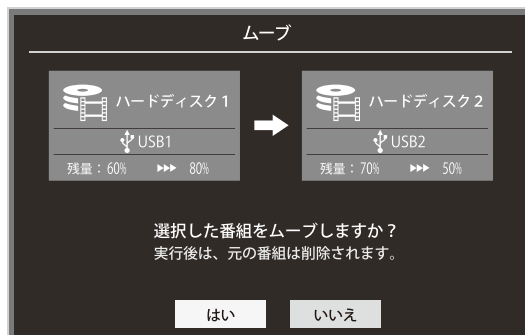 ムーブ
ハードディスク1
USB1
残量：60% ▸▸▸ 80%
ハードディスク2
USB2
残量：70% ▸▸▸ 50%
選択した番組をムーブしますか？
実行後は、元の番組は削除されます。
はい
いいえ